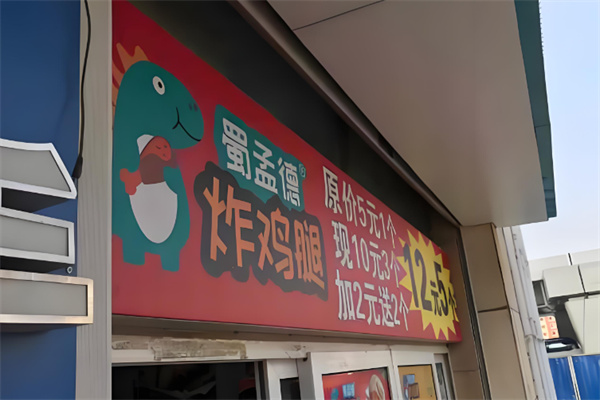 蜀孟德®
炸鸡腿
原价5元1个
现10元3个
加2元送2个
12元5个